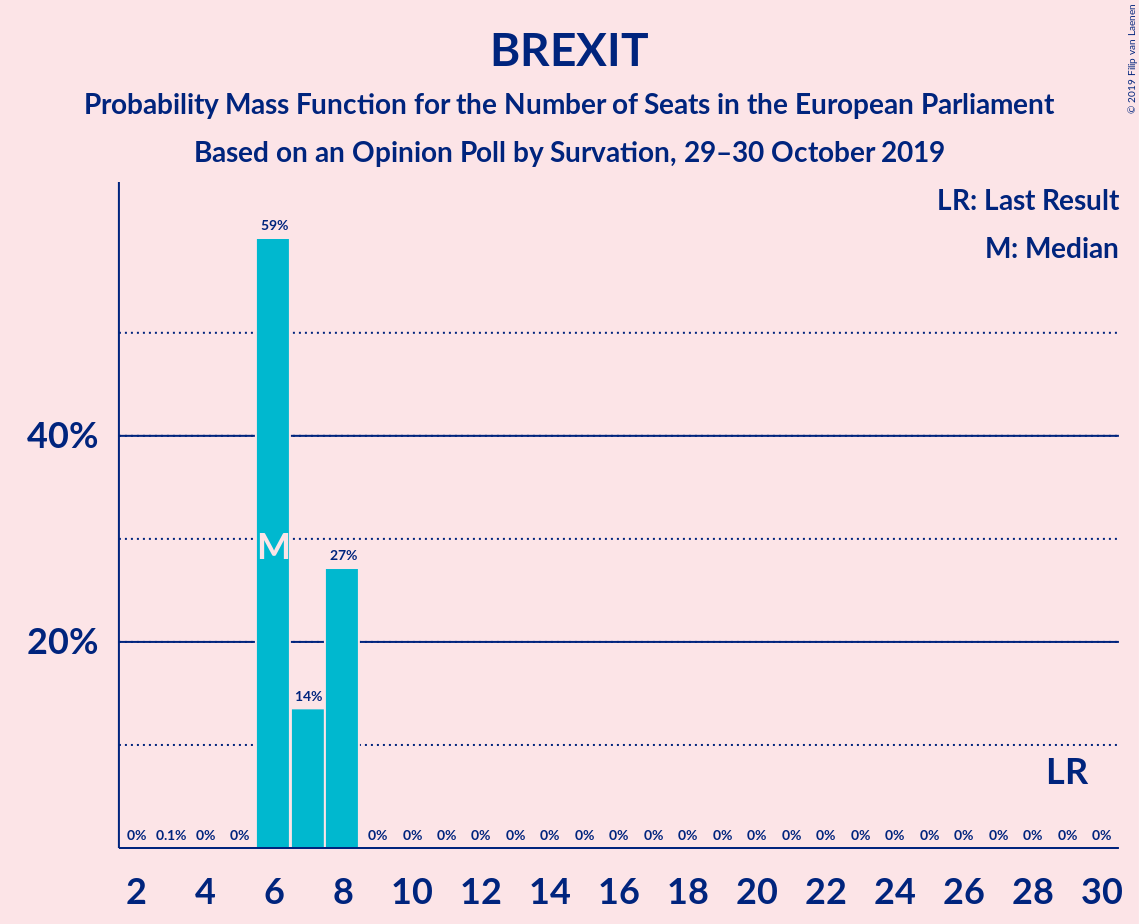 BREXIT
Probability Mass Function for the Number of Seats in the European Parliament
Based on an Opinion Poll by Survation, 29–30 October 2019
© 2019 Filip van Laenen
LR: Last Result
M: Median
59%
40%
M
27%
20%
14%
LR
0% 0.1% 0% 0% 0% 0% 0% 0% 0% 0% 0% 0% 0% 0% 0% 0% 0% 0% 0% 0% 0% 0% 0% 0% 0% 0%
2 4 6 8 10 12 14 16 18 20 22 24 26 28 30